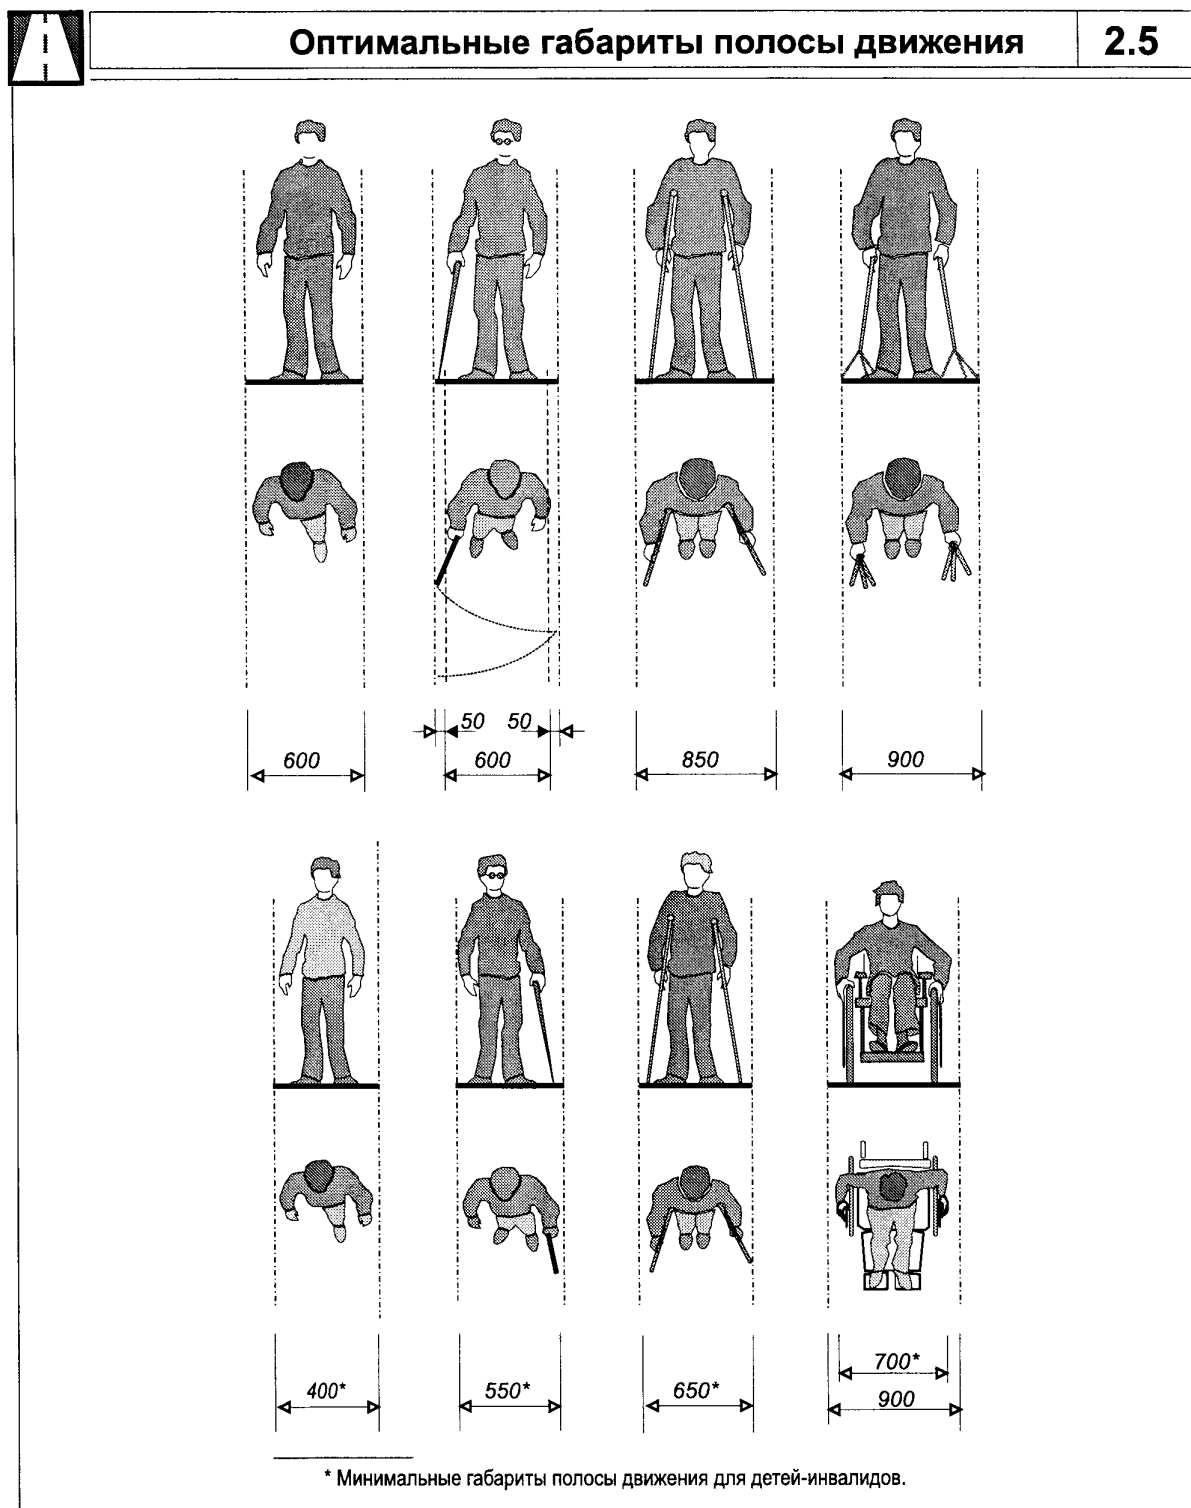 Оптимальные габариты полосы движения 2.5
50 50
600 600 850 900
400* 550* 650* 700*
900
* Минимальные габариты полосы движения для детей-инвалидов.